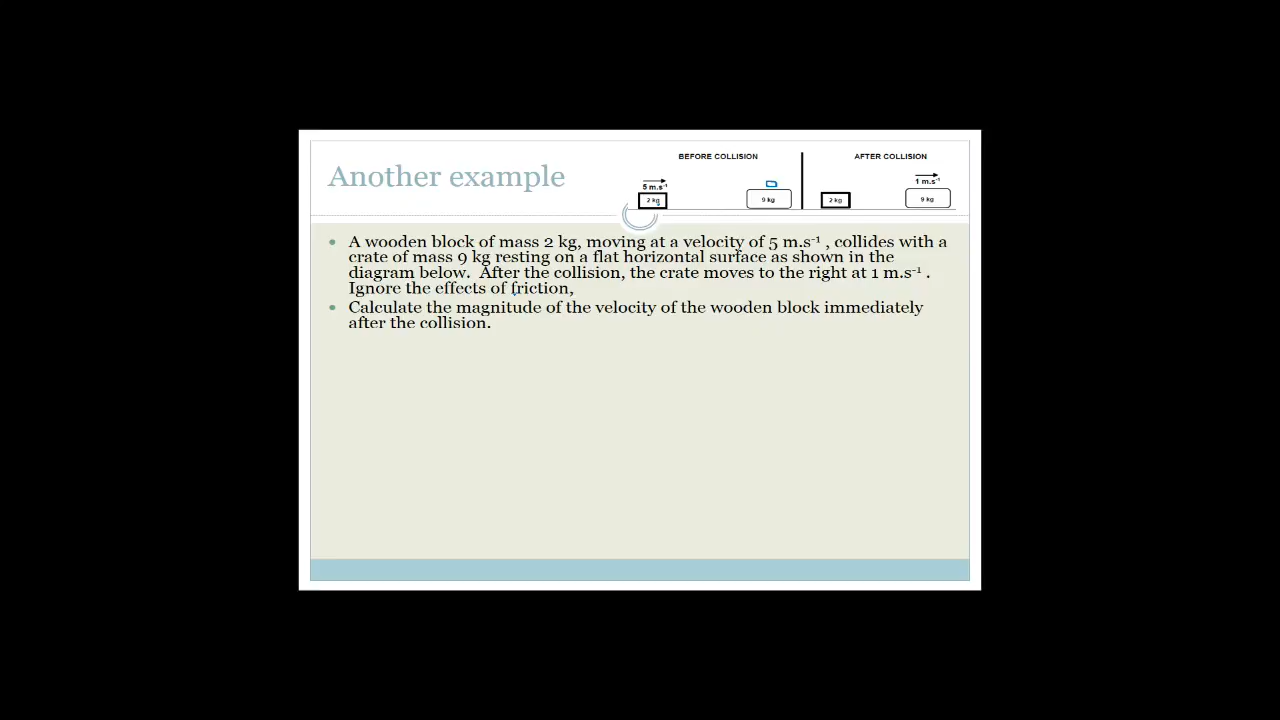 Another example
BEFORE COLLISION
AFTER COLLISION
5 m.s⁻¹
1 m.s⁻¹
2 kg
9 kg
2 kg
9 kg
• A wooden block of mass 2 kg, moving at a velocity of 5 m.s⁻¹ , collides with a
crate of mass 9 kg resting on a flat horizontal surface as shown in the
diagram below. After the collision, the crate moves to the right at 1 m.s⁻¹ .
Ignore the effects of friction,
• Calculate the magnitude of the velocity of the wooden block immediately
after the collision.